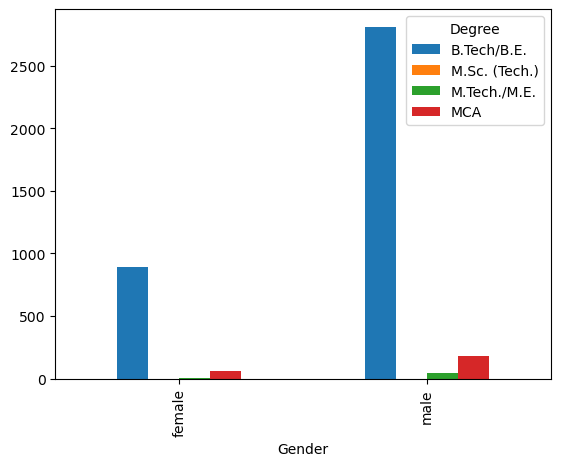 Degree
B.Tech/B.E.
M.Sc. (Tech.)
M.Tech./M.E.
MCA
2500
2000
1500
1000
500
0
female
male
Gender